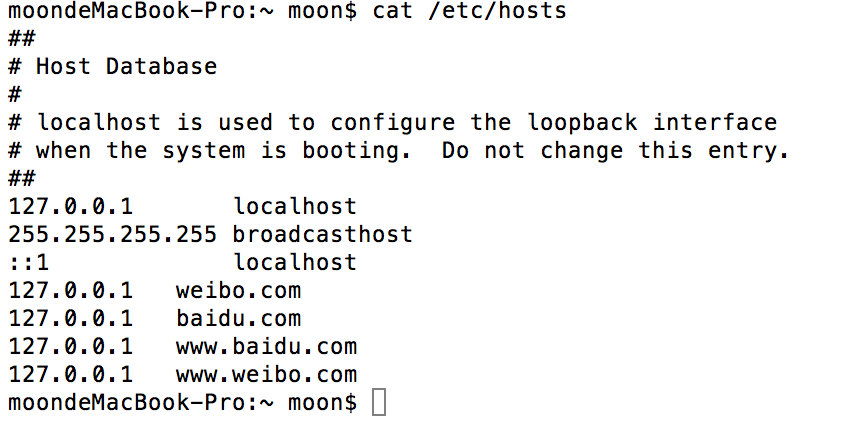 moondeMacBook-Pro:~ moon$ cat /etc/hosts
##
# Host Database
#
# localhost is used to configure the loopback interface
# when the system is booting.  Do not change this entry.
##
127.0.0.1       localhost
255.255.255.255 broadcasthost
::1             localhost
127.0.0.1   weibo.com
127.0.0.1   baidu.com
127.0.0.1   www.baidu.com
127.0.0.1   www.weibo.com
moondeMacBook-Pro:~ moon$